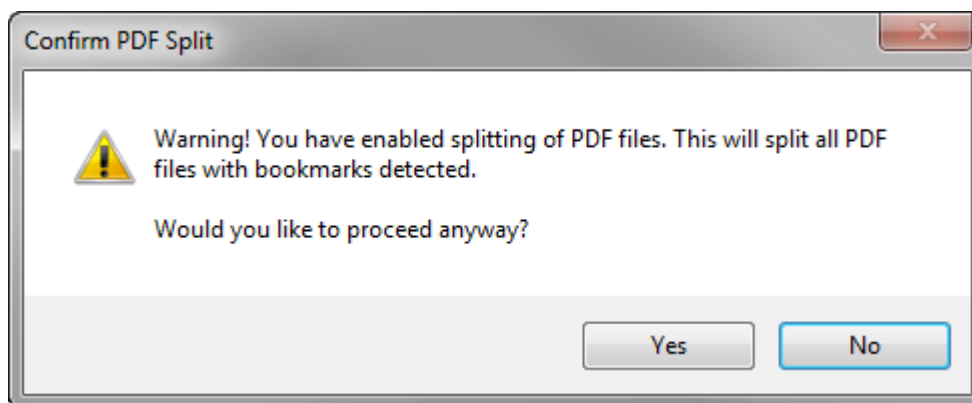 Confirm PDF Split
Warning! You have enabled splitting of PDF files. This will split all PDF
files with bookmarks detected.
Would you like to proceed anyway?
Yes
No